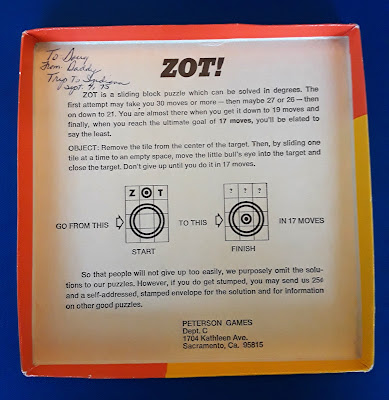 To Doug
From Daddy
Trip To Indiana
Sept. 9, 75
ZOT!
ZOT is a sliding block puzzle which can be solved in degrees. The
first attempt may take you 30 moves or more — then maybe 27 or 26 — then
on down to 21. You are almost there when you get it down to 19 moves and
finally, when you reach the ultimate goal of 17 moves, you'll be elated to
say the least.
OBJECT: Remove the tile from the center of the target. Then, by sliding one
tile at a time to an empty space, move the little bull's eye into the target and
close the target. Don't give up until you do it in 17 moves.
Z O T
? ? ?
GO FROM THIS
TO THIS
IN 17 MOVES
START
FINISH
So that people will not give up too easily, we purposely omit the solu-
tions to our puzzles. However, if you do get stumped, you may send us 25¢
and a self-addressed, stamped envelope for the solution and for information
on other good puzzles.
PETERSON GAMES
Dept. C
1704 Kathleen Ave.
Sacramento, Ca. 95815